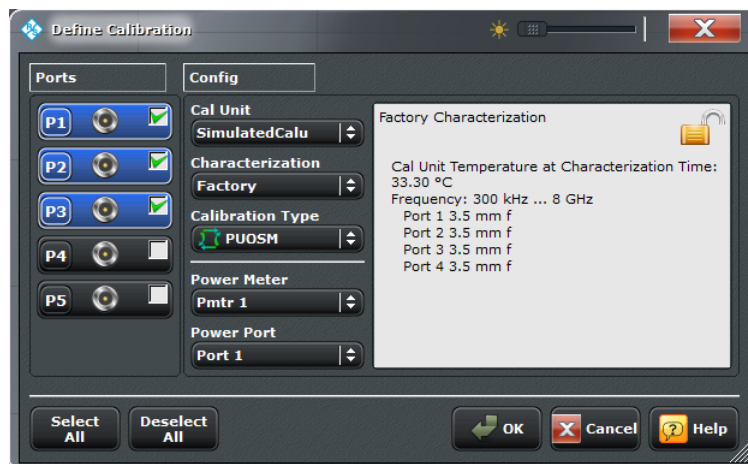 Define Calibration
Ports
Config
P1
P2
P3
P4
P5
Cal Unit
SimulatedCalu
Characterization
Factory
Calibration Type
PUOSM
Power Meter
Pmtr 1
Power Port
Port 1
Factory Characterization
Cal Unit Temperature at Characterization Time:
33.30 °C
Frequency: 300 kHz ... 8 GHz
Port 1 3.5 mm f
Port 2 3.5 mm f
Port 3 3.5 mm f
Port 4 3.5 mm f
Select
All
Deselect
All
OK
Cancel
Help